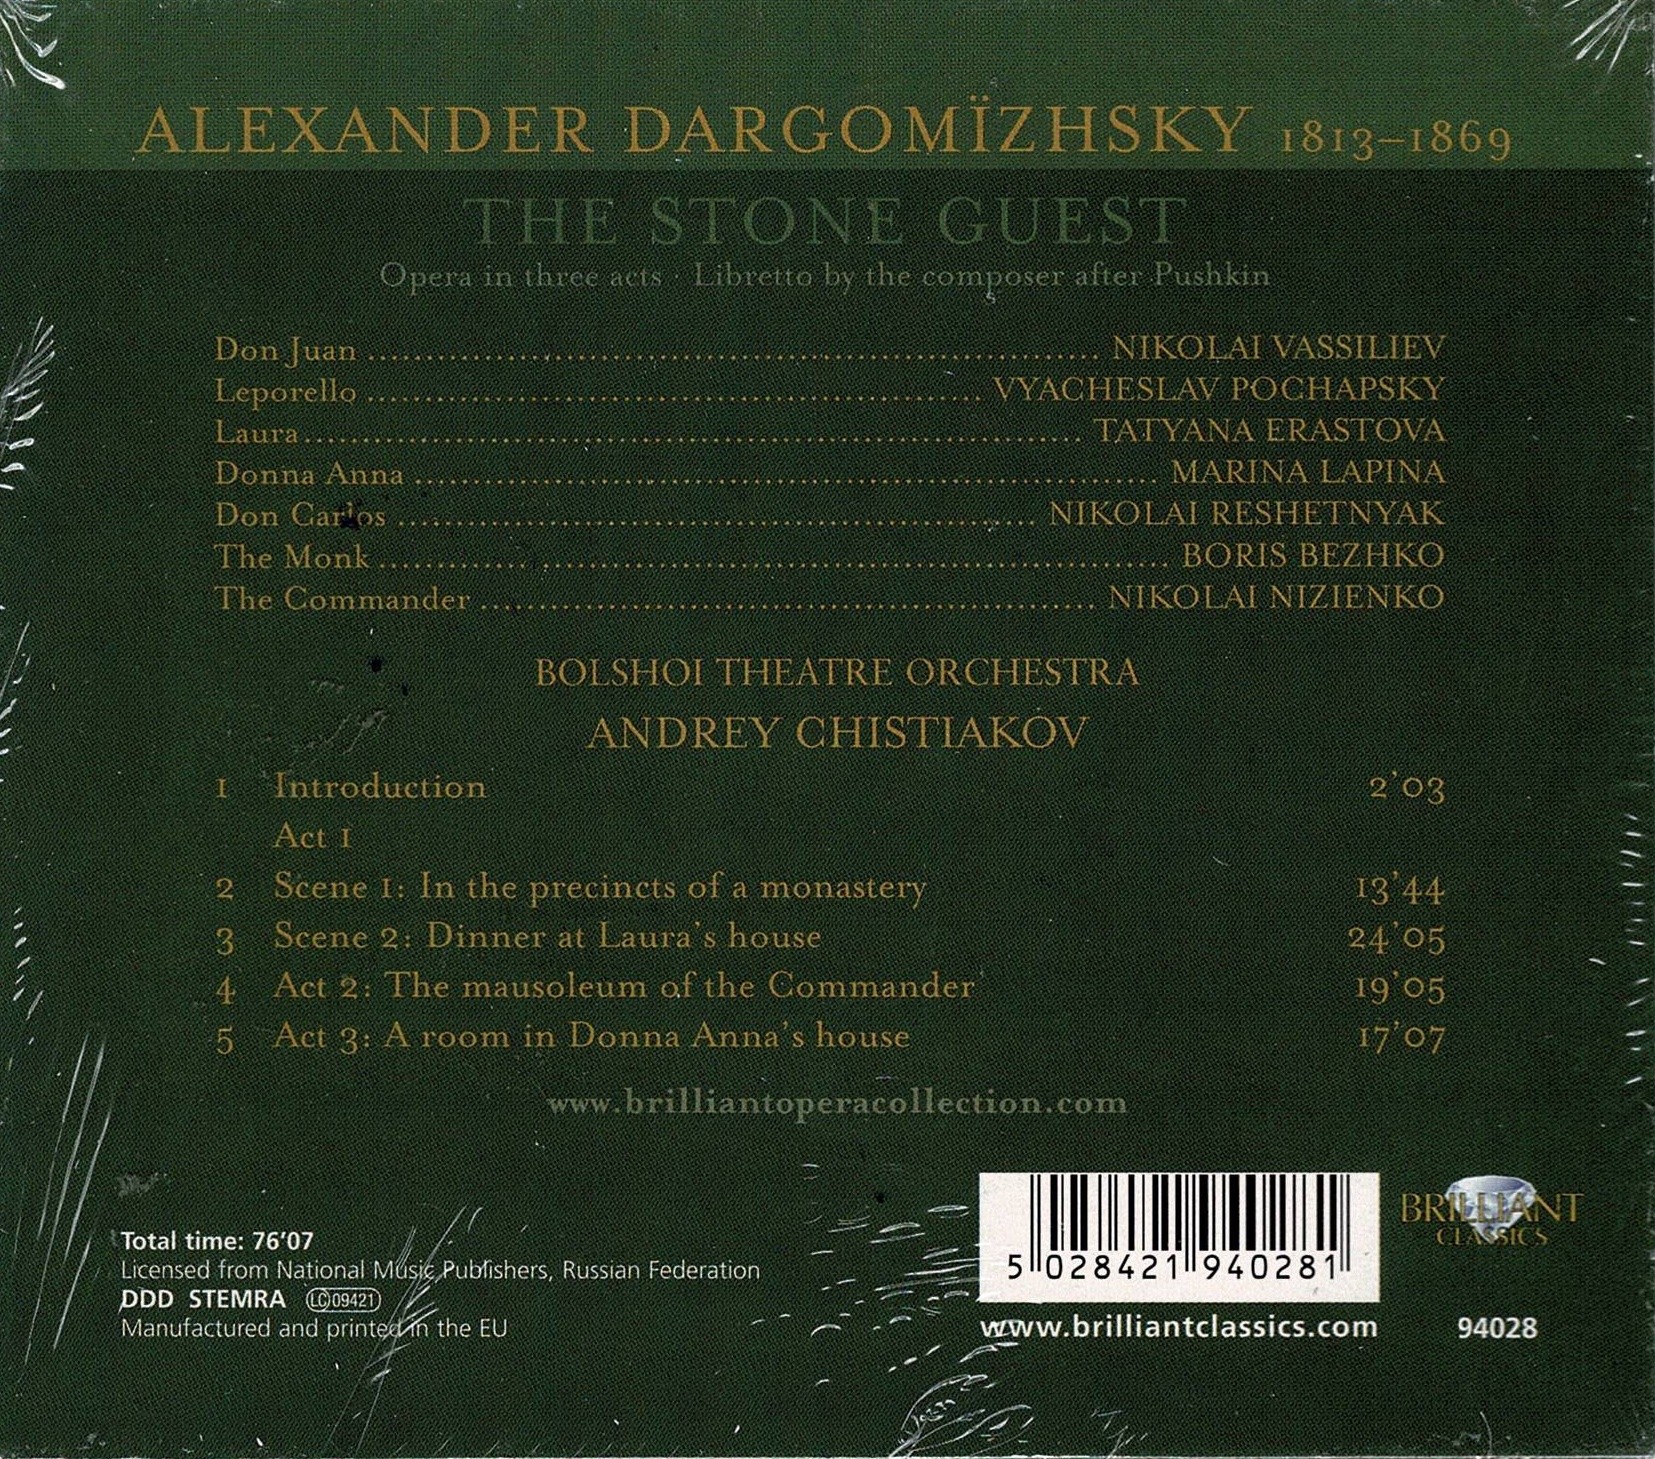 ALEXANDER DARGOMÏZHSKY 1813–1869
THE STONE GUEST
Opera in three acts · Libretto by the composer after Pushkin
Don Juan ........ NIKOLAI VASSILIEV
Leporello ........ VYACHESLAV POCHAPSKY
Laura ........ TATYANA ERASTOVA
Donna Anna ........ MARINA LAPINA
Don Carlos ........ NIKOLAI RESHETNYAK
The Monk ........ BORIS BEZHKO
The Commander ........ NIKOLAI NIZIENKO
BOLSHOI THEATRE ORCHESTRA
ANDREY CHISTIAKOV
1 Introduction 2'03
Act 1
2 Scene 1: In the precincts of a monastery 13'44
3 Scene 2: Dinner at Laura's house 24'05
4 Act 2: The mausoleum of the Commander 19'05
5 Act 3: A room in Donna Anna's house 17'07
www.brilliantoperacollection.com
Total time: 76'07
Licensed from National Music Publishers, Russian Federation
DDD STEMRA LC 09421
Manufactured and printed in the EU
5 028421 940281
www.brilliantclassics.com
BRILLIANT
CLASSICS
94028